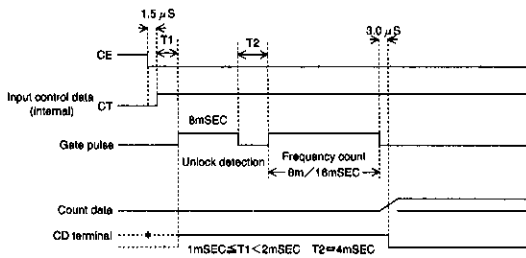 1.5 μS
T1
T2
3.0 μS
CE
Input control data
(internal)
CT
8mSEC
Gate pulse
Unlock detection
Frequency count
8m/16mSEC
Count data
CD terminal
1mSEC≦T1<2mSEC T2=4mSEC